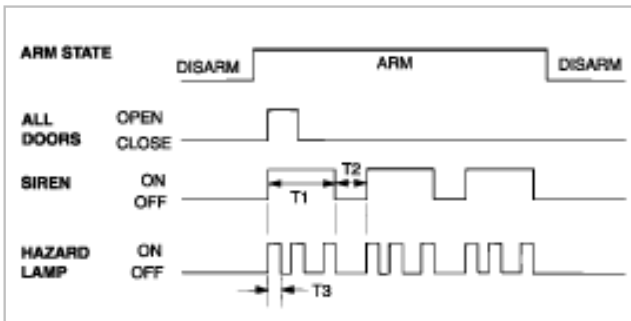 ARM STATE
DISARM
ARM
DISARM
ALL
DOORS
OPEN
CLOSE
T2
SIREN
ON
OFF
T1
HAZARD
LAMP
ON
OFF
T3